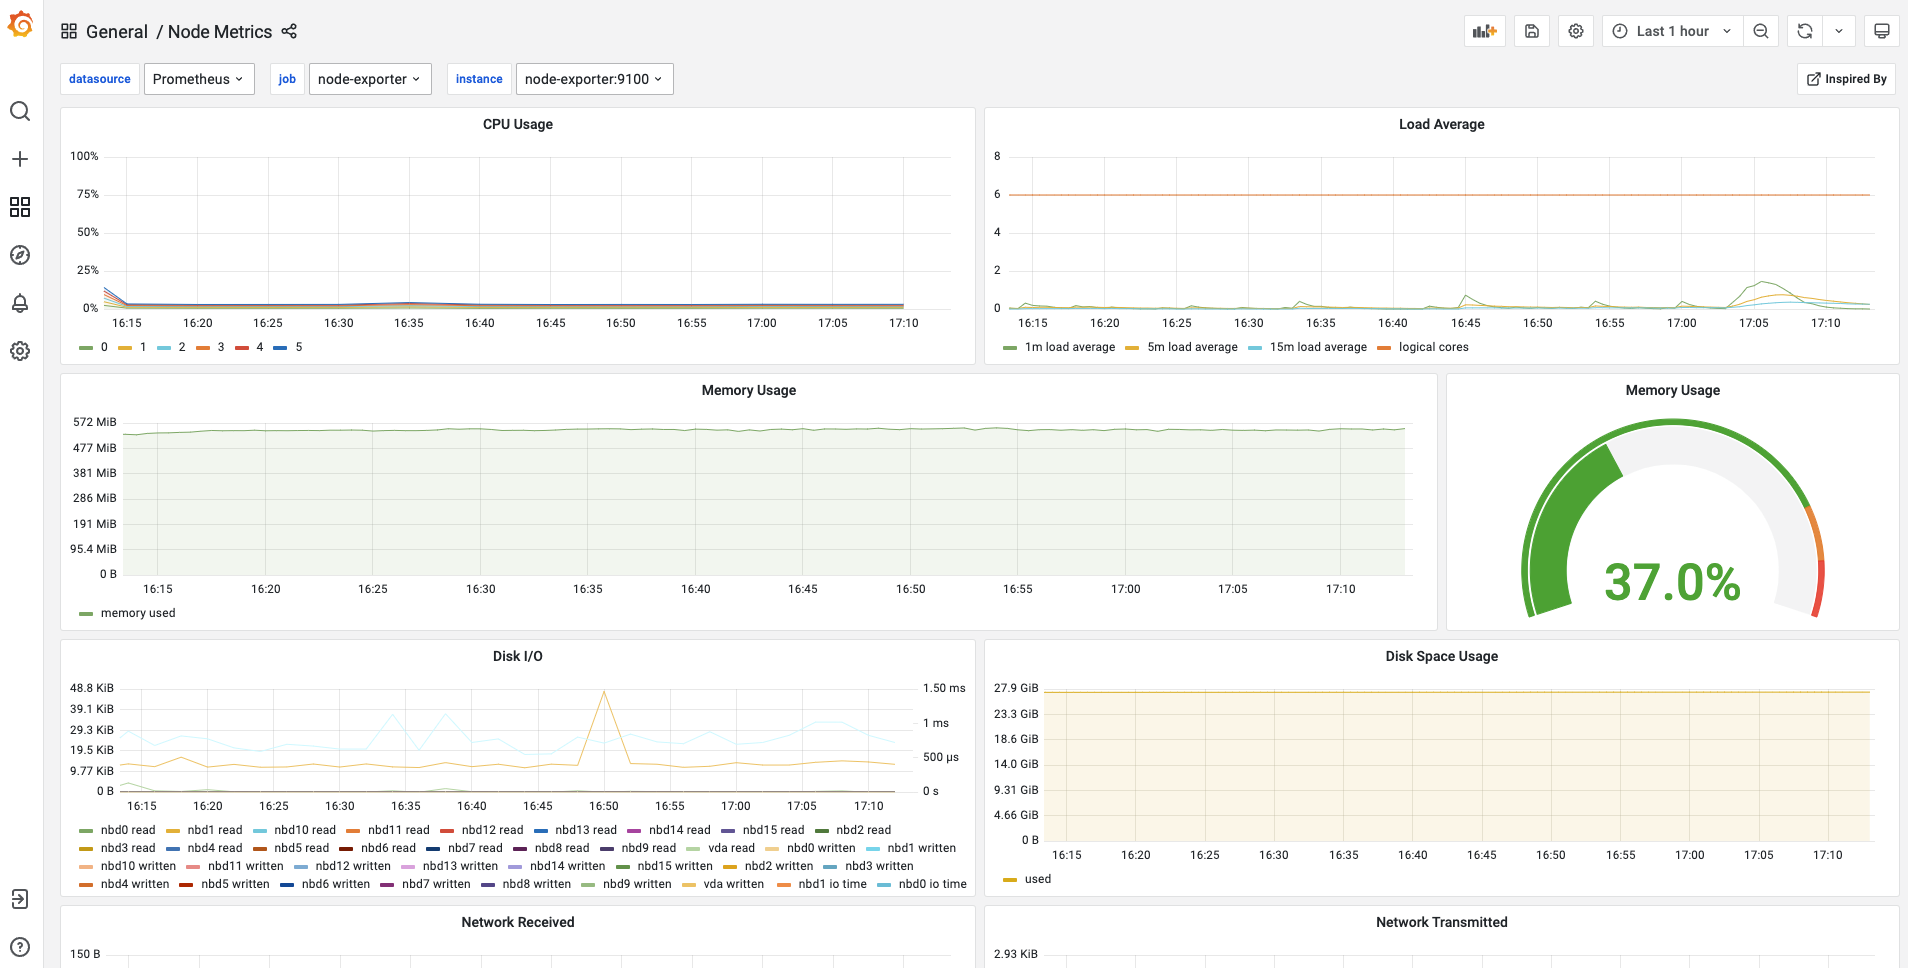 General / Node Metrics
Last 1 hour
datasource Prometheus job node-exporter instance node-exporter:9100 Inspired By
CPU Usage
100%
75%
50%
25%
0%
16:15 16:20 16:25 16:30 16:35 16:40 16:45 16:50 16:55 17:00 17:05 17:10
0 1 2 3 4 5
Load Average
8
6
4
2
0
16:15 16:20 16:25 16:30 16:35 16:40 16:45 16:50 16:55 17:00 17:05 17:10
1m load average 5m load average 15m load average logical cores
Memory Usage
572 MiB
477 MiB
381 MiB
286 MiB
191 MiB
95.4 MiB
0 B
16:15 16:20 16:25 16:30 16:35 16:40 16:45 16:50 16:55 17:00 17:05 17:10
memory used
Memory Usage
37.0%
Disk I/O
48.8 KiB
39.1 KiB
29.3 KiB
19.5 KiB
9.77 KiB
0 B
1.50 ms
1 ms
500 µs
0 s
16:15 16:20 16:25 16:30 16:35 16:40 16:45 16:50 16:55 17:00 17:05 17:10
nbd0 read nbd1 read nbd10 read nbd11 read nbd12 read nbd13 read nbd14 read nbd15 read nbd2 read
nbd3 read nbd4 read nbd5 read nbd6 read nbd7 read nbd8 read nbd9 read vda read nbd0 written nbd1 written
nbd10 written nbd11 written nbd12 written nbd13 written nbd14 written nbd15 written nbd2 written nbd3 written
nbd4 written nbd5 written nbd6 written nbd7 written nbd8 written nbd9 written vda written nbd1 io time nbd0 io time
Disk Space Usage
27.9 GiB
23.3 GiB
18.6 GiB
14.0 GiB
9.31 GiB
4.66 GiB
0 B
16:15 16:20 16:25 16:30 16:35 16:40 16:45 16:50 16:55 17:00 17:05 17:10
used
Network Received
150 B
Network Transmitted
2.93 KiB